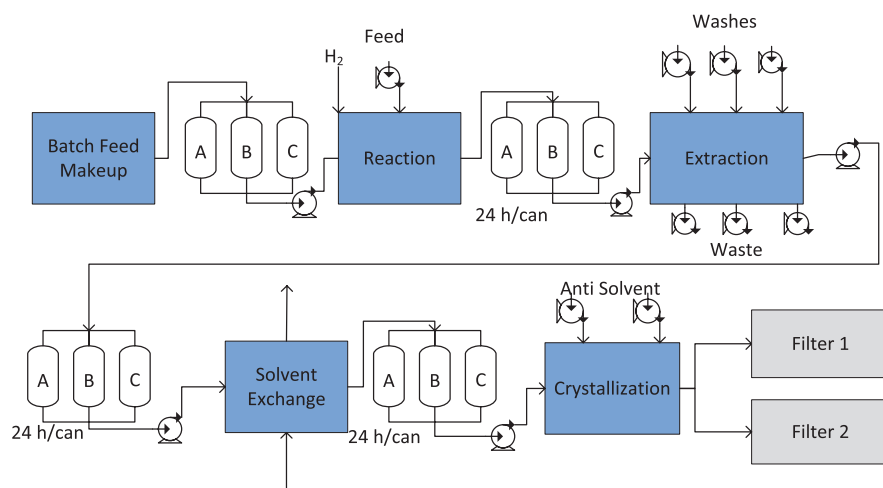 Feed
Washes
H2
Batch Feed
Makeup
A
B
C
Reaction
A
B
C
Extraction
24 h/can
Waste
Anti Solvent
A
B
C
Solvent
Exchange
A
B
C
Crystallization
Filter 1
Filter 2
24 h/can
24 h/can